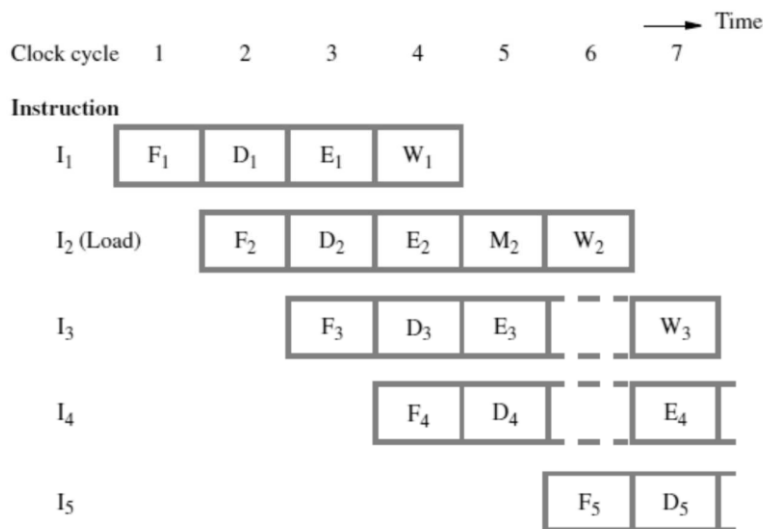 Time
Clock cycle 1 2 3 4 5 6 7
Instruction
I₁ F₁ D₁ E₁ W₁
I₂ (Load) F₂ D₂ E₂ M₂ W₂
I₃ F₃ D₃ E₃ W₃
I₄ F₄ D₄ E₄
I₅ F₅ D₅